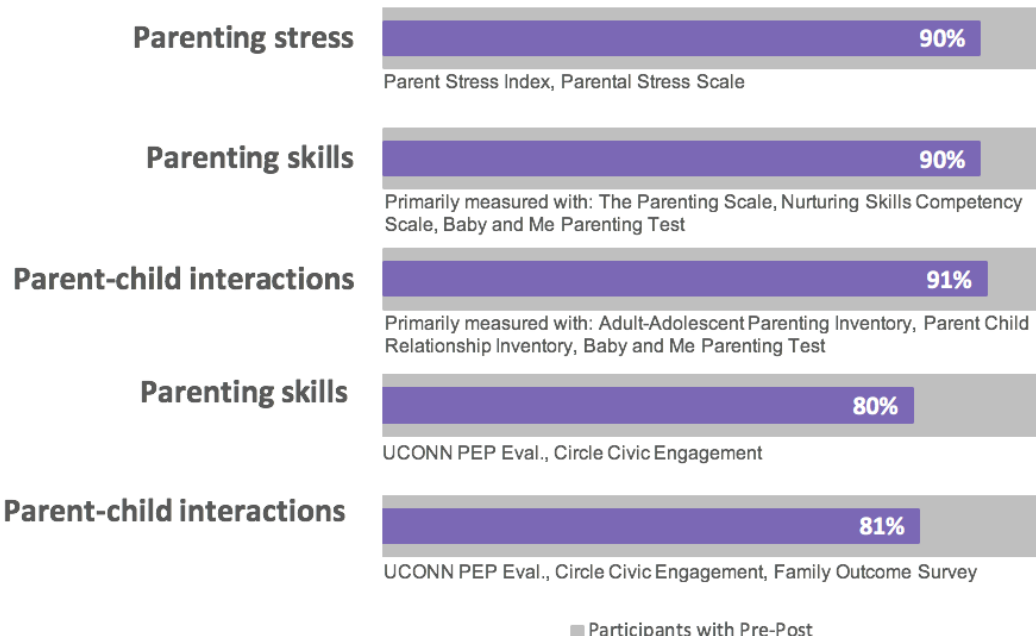 Parenting stress
90%
Parent Stress Index, Parental Stress Scale
Parenting skills
90%
Primarily measured with: The Parenting Scale, Nurturing Skills Competency
Scale, Baby and Me Parenting Test
Parent-child interactions
91%
Primarily measured with: Adult-Adolescent Parenting Inventory, Parent Child
Relationship Inventory, Baby and Me Parenting Test
Parenting skills
80%
UCONN PEP Eval., Circle Civic Engagement
Parent-child interactions
81%
UCONN PEP Eval., Circle Civic Engagement, Family Outcome Survey
Participants with Pre-Post